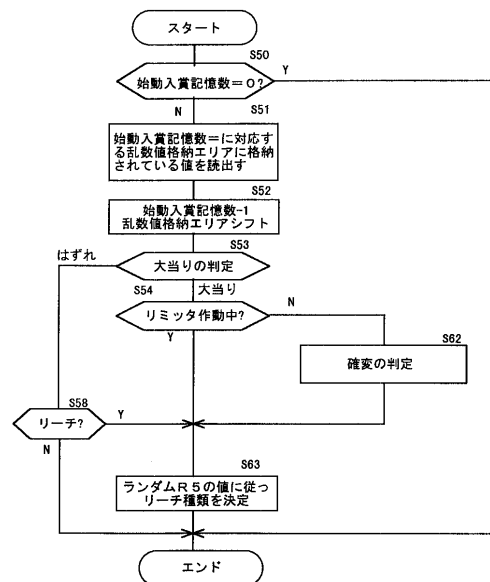 スタート
S50
始動入賞記憶数=0?
Y
N
S51
始動入賞記憶数=に対応す
る乱数値格納エリアに格納
されている値を読出す
S52
始動入賞記憶数-1
乱数値格納エリアシフト
S53
はずれ
大当りの判定
S54
大当り
リミッタ作動中?
N
Y
S62
確変の判定
S58
リーチ?
Y
N
S63
ランダムR5の値に従っ
リーチ種類を決定
エンド